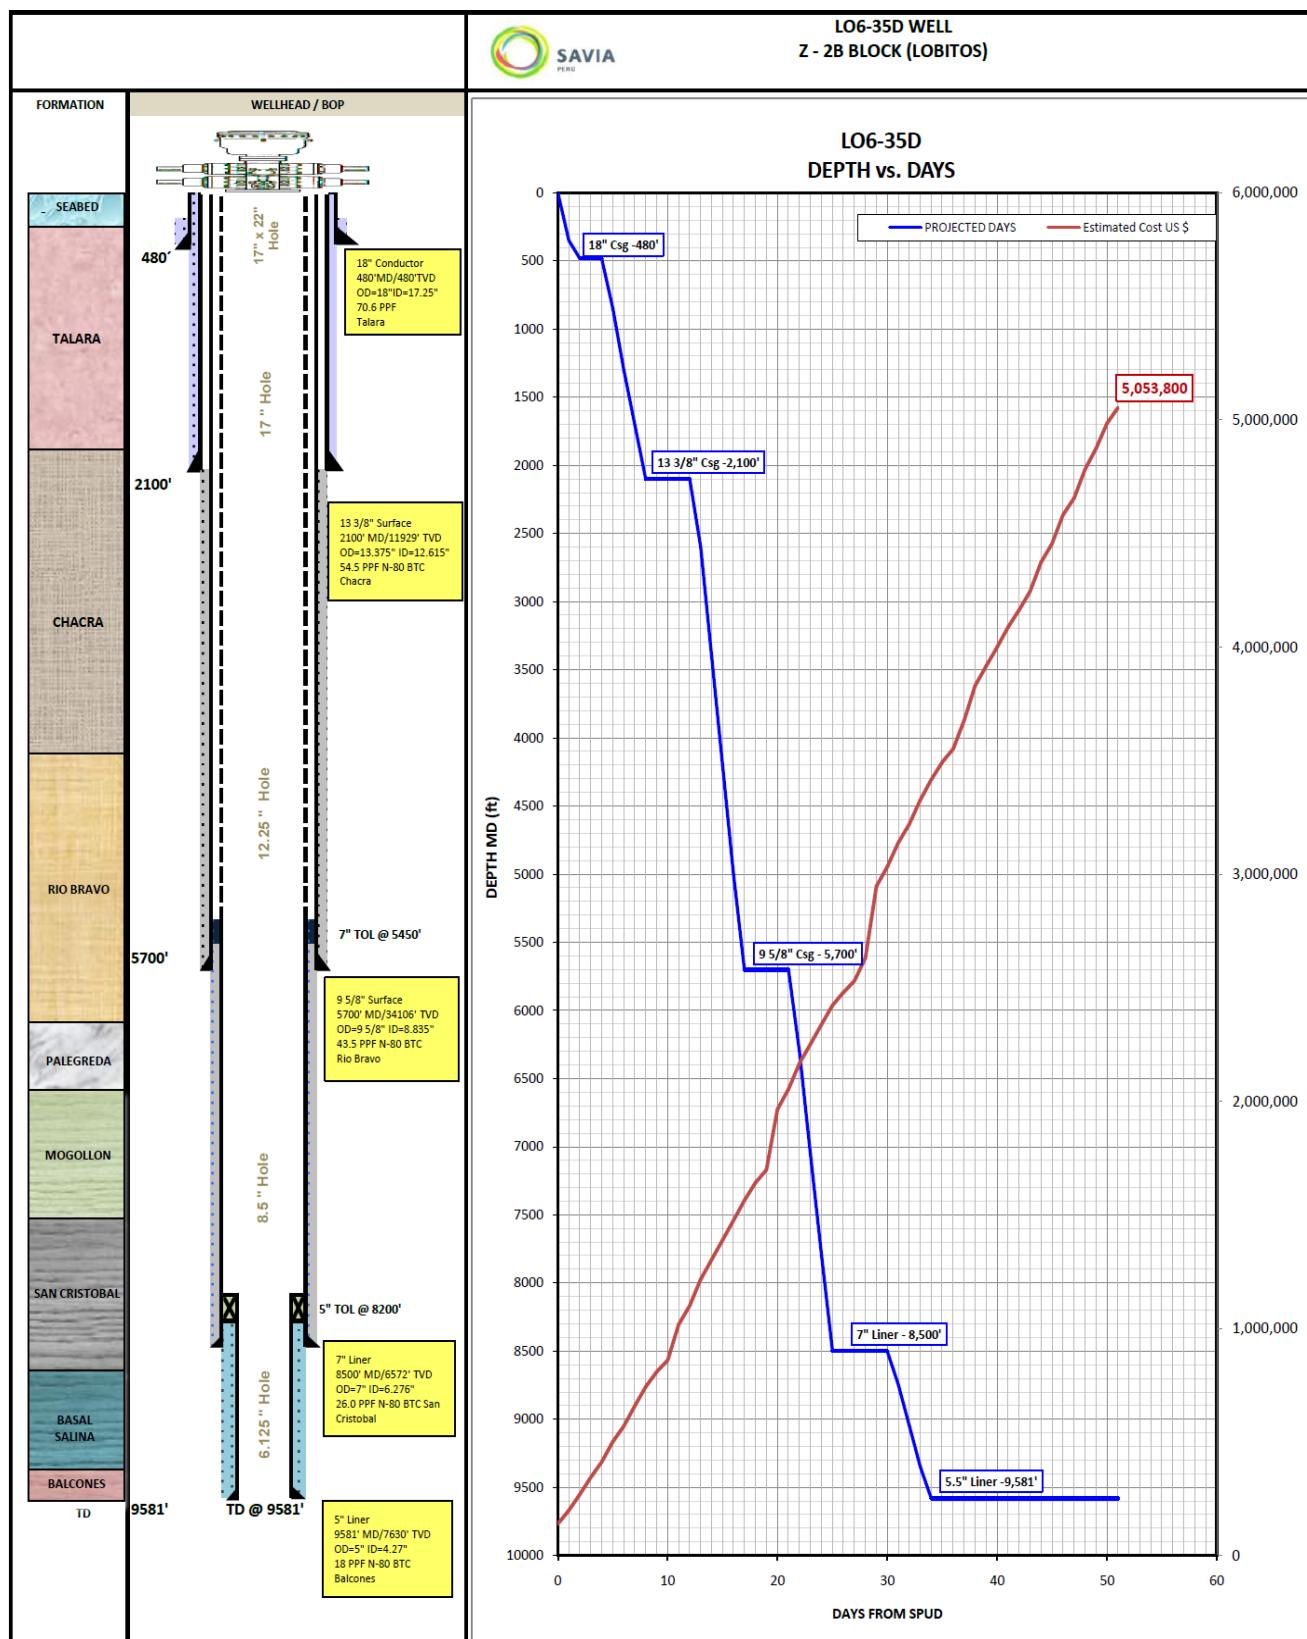 SAVIA
PERÚ
LO6-35D WELL
Z - 2B BLOCK (LOBITOS)
FORMATION
WELLHEAD / BOP
SEABED
480´
TALARA
2100'
CHACRA
RIO BRAVO
5700'
PALEGREDA
MOGOLLON
SAN CRISTOBAL
BASAL
SALINA
BALCONES
TD
9581'
17" x 22"
Hole
17 " Hole
12.25 " Hole
8.5 " Hole
6.125 " Hole
TD @ 9581'
18" Conductor
480'MD/480'TVD
OD=18"ID=17.25"
70.6 PPF
Talara
13 3/8" Surface
2100' MD/11929' TVD
OD=13.375" ID=12.615"
54.5 PPF N-80 BTC
Chacra
7" TOL @ 5450'
9 5/8" Surface
5700' MD/34106' TVD
OD=9 5/8" ID=8.835"
43.5 PPF N-80 BTC
Rio Bravo
5" TOL @ 8200'
7" Liner
8500' MD/6572' TVD
OD=7" ID=6.276"
26.0 PPF N-80 BTC San
Cristobal
5" Liner
9581' MD/7630' TVD
OD=5" ID=4.27"
18 PPF N-80 BTC
Balcones
LO6-35D
DEPTH vs. DAYS
PROJECTED DAYS
Estimated Cost US $
18" Csg -480'
13 3/8" Csg -2,100'
9 5/8" Csg - 5,700'
7" Liner - 8,500'
5.5" Liner -9,581'
5,053,800
DEPTH MD (ft)
0
500
1000
1500
2000
2500
3000
3500
4000
4500
5000
5500
6000
6500
7000
7500
8000
8500
9000
9500
10000
6,000,000
5,000,000
4,000,000
3,000,000
2,000,000
1,000,000
0
0
10
20
30
40
50
60
DAYS FROM SPUD